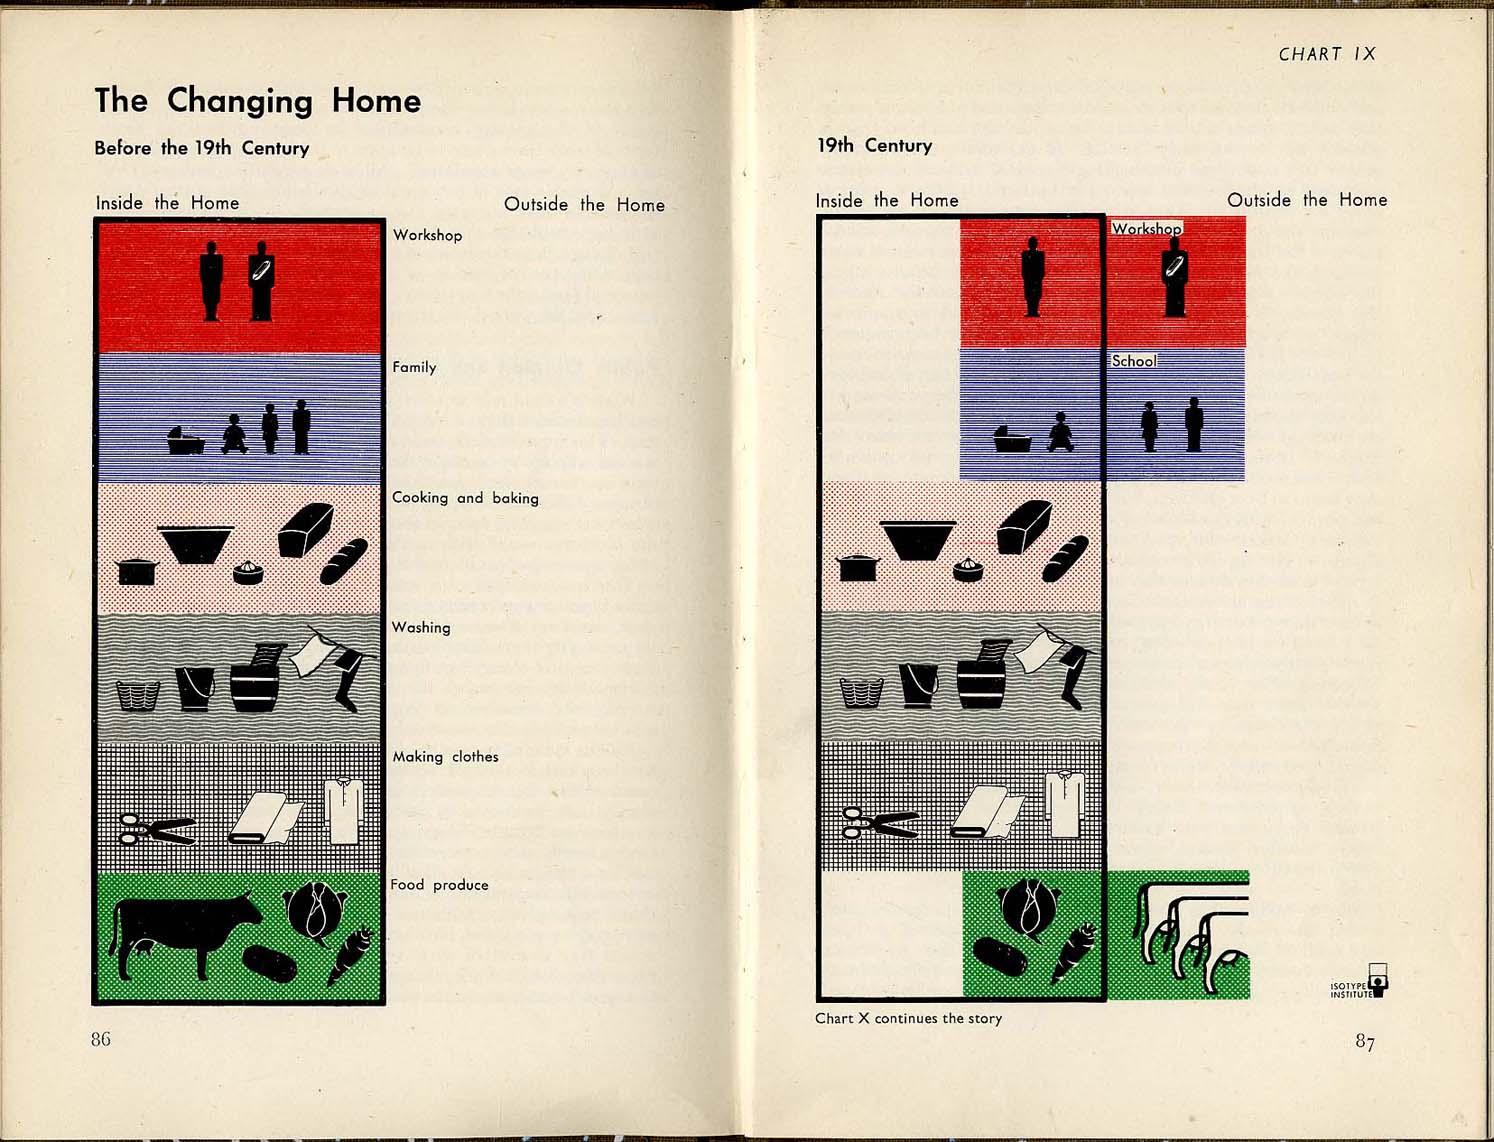 The Changing Home
Before the 19th Century
Inside the Home
Outside the Home
Workshop
Family
Cooking and baking
Washing
Making clothes
Food produce
86
CHART IX
19th Century
Inside the Home
Outside the Home
Workshop
School
ISOTYPE
INSTITUTE
Chart X continues the story
87